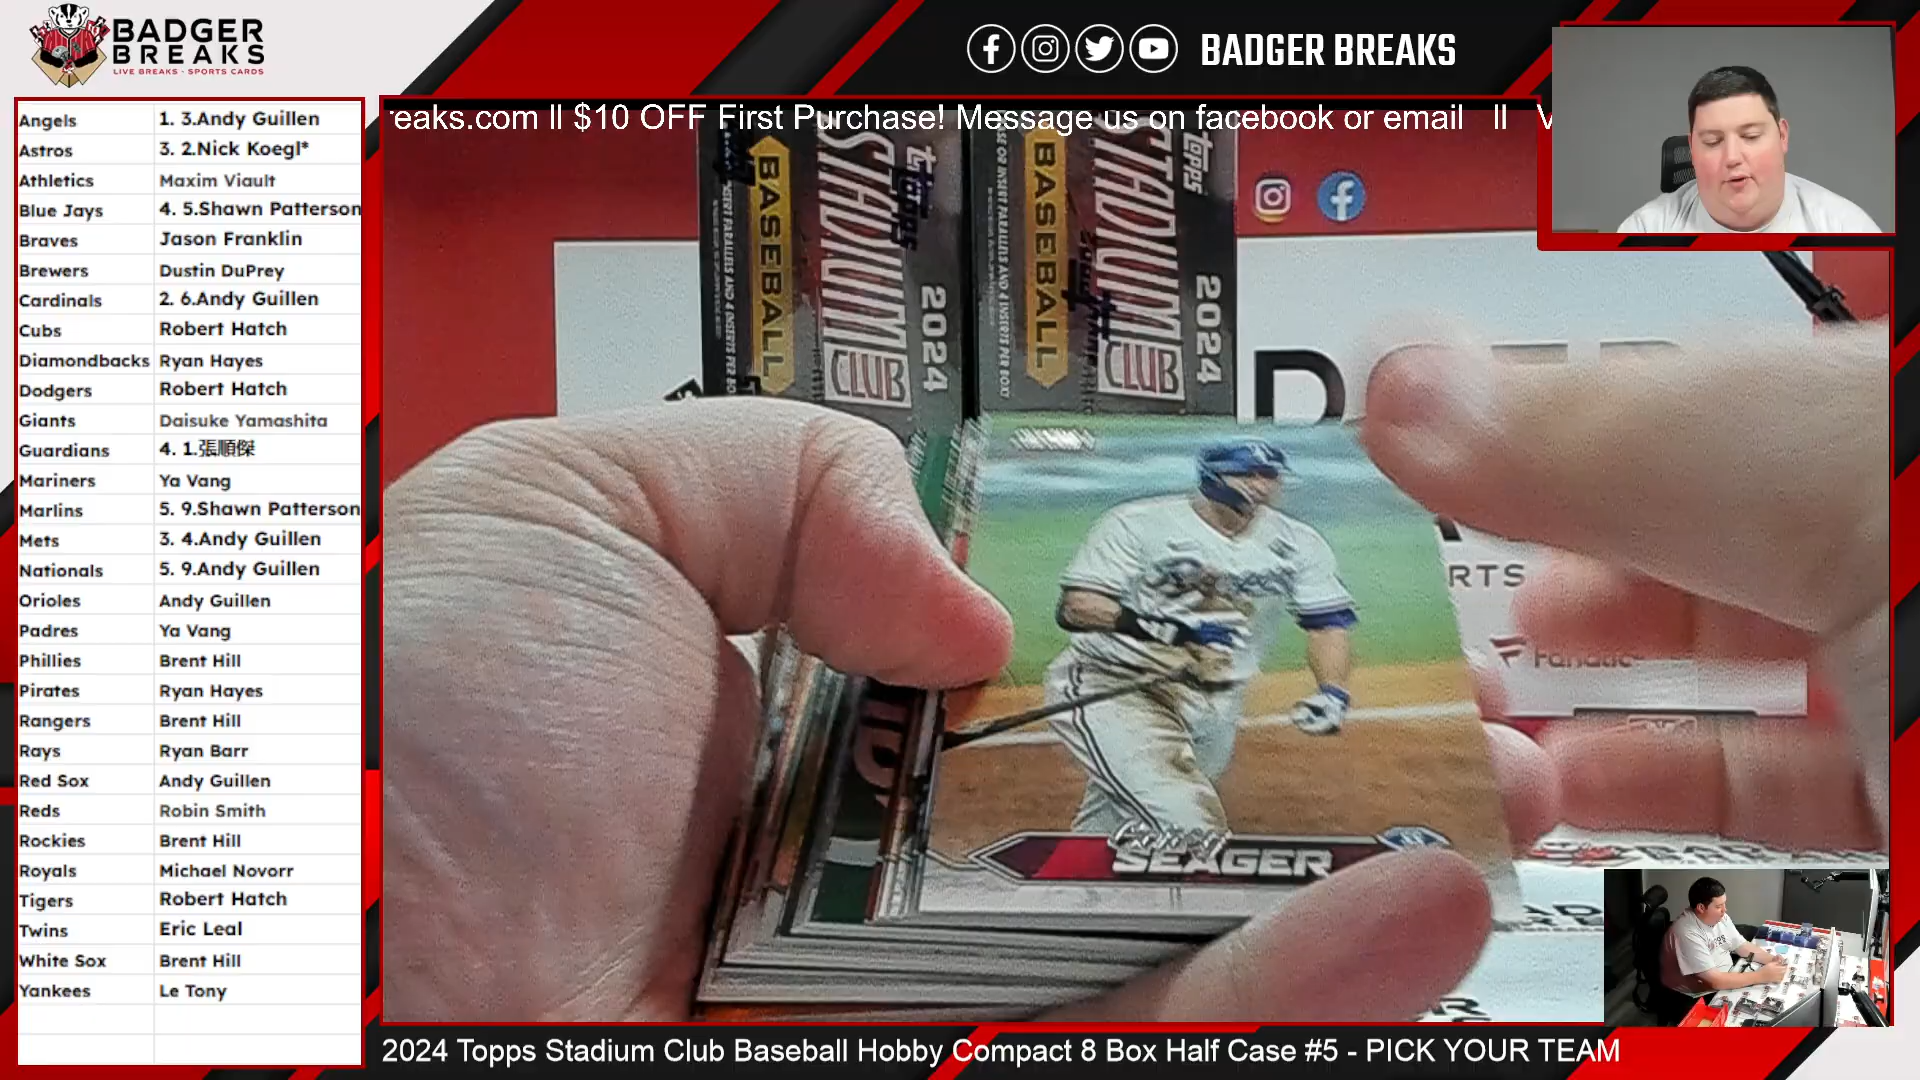 BADGER
BREAKS
LIVE BREAKS - SPORTS CARDS
BADGER BREAKS
eaks.com ll $10 OFF First Purchase! Message us on facebook or email ll V
Angels 1. 3.Andy Guillen
Astros 3. 2.Nick Koegl*
Athletics Maxim Viault
Blue Jays 4. 5.Shawn Patterson
Braves Jason Franklin
Brewers Dustin DuPrey
Cardinals 2. 6.Andy Guillen
Cubs Robert Hatch
Diamondbacks Ryan Hayes
Dodgers Robert Hatch
Giants Daisuke Yamashita
Guardians 4. 1.張順傑
Mariners Ya Vang
Marlins 5. 9.Shawn Patterson
Mets 3. 4.Andy Guillen
Nationals 5. 9.Andy Guillen
Orioles Andy Guillen
Padres Ya Vang
Phillies Brent Hill
Pirates Ryan Hayes
Rangers Brent Hill
Rays Ryan Barr
Red Sox Andy Guillen
Reds Robin Smith
Rockies Brent Hill
Royals Michael Novorr
Tigers Robert Hatch
Twins Eric Leal
White Sox Brent Hill
Yankees Le Tony
topps
STADIUM
CLUB
2024
BASEBALL
topps
STADIUM
CLUB
2024
BASEBALL
RTS
Fanatic
Rangers
Corey
SEAGER
2024 Topps Stadium Club Baseball Hobby Compact 8 Box Half Case #5 - PICK YOUR TEAM